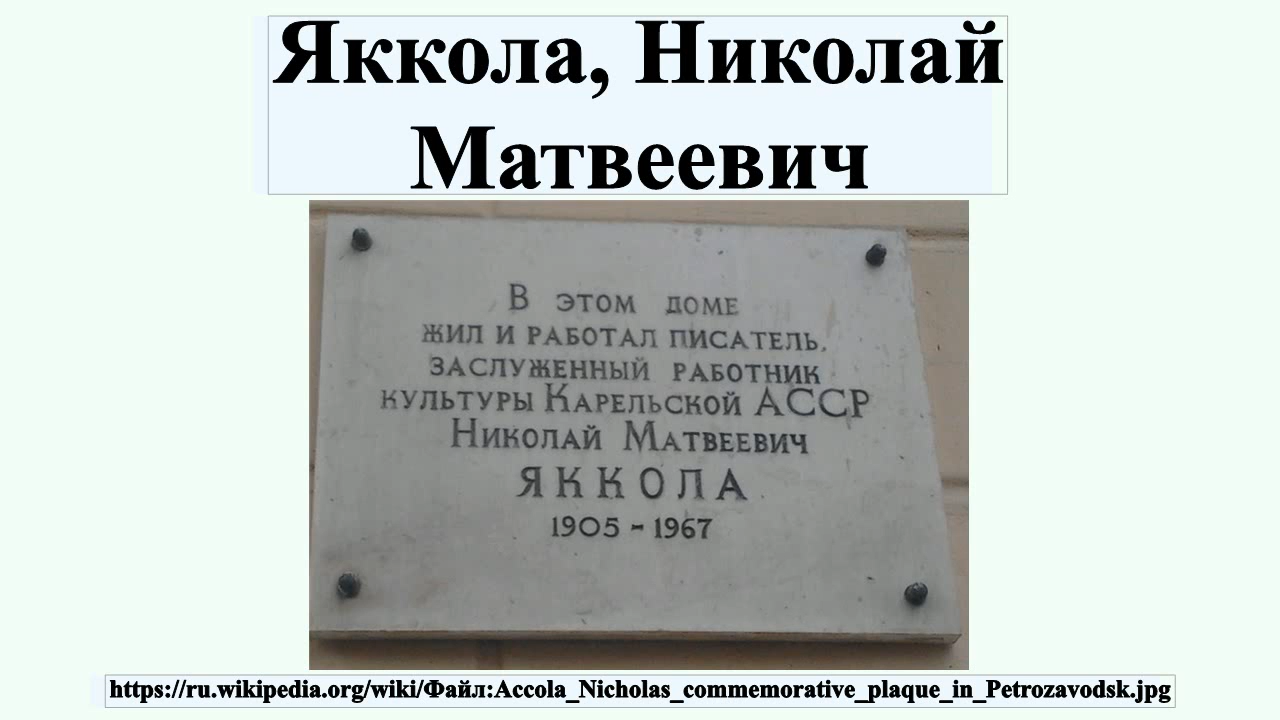 Яккола, Николай
Матвеевич
В ЭТОМ ДОМЕ
ЖИЛ И РАБОТАЛ ПИСАТЕЛЬ,
ЗАСЛУЖЕННЫЙ РАБОТНИК
КУЛЬТУРЫ КАРЕЛЬСКОЙ АССР
НИКОЛАЙ МАТВЕЕВИЧ
ЯККОЛА
1905 - 1967
https://ru.wikipedia.org/wiki/Файл:Accola_Nicholas_commemorative_plaque_in_Petrozavodsk.jpg